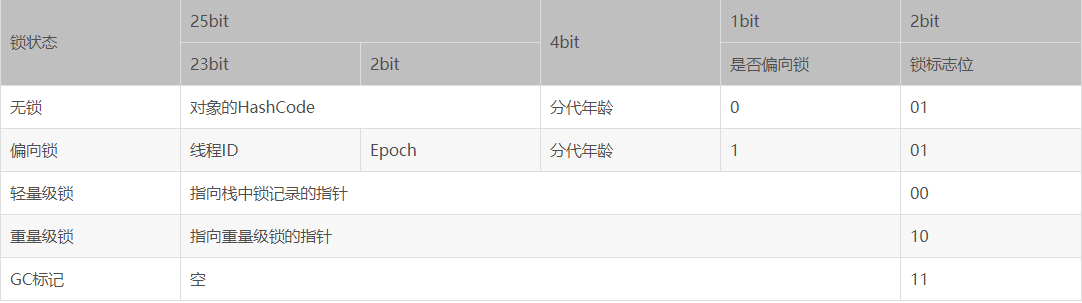 锁状态 25bit 4bit 1bit 2bit
23bit 2bit 是否偏向锁 锁标志位
无锁 对象的HashCode 分代年龄 0 01
偏向锁 线程ID Epoch 分代年龄 1 01
轻量级锁 指向栈中锁记录的指针 00
重量级锁 指向重量级锁的指针 10
GC标记 空 11